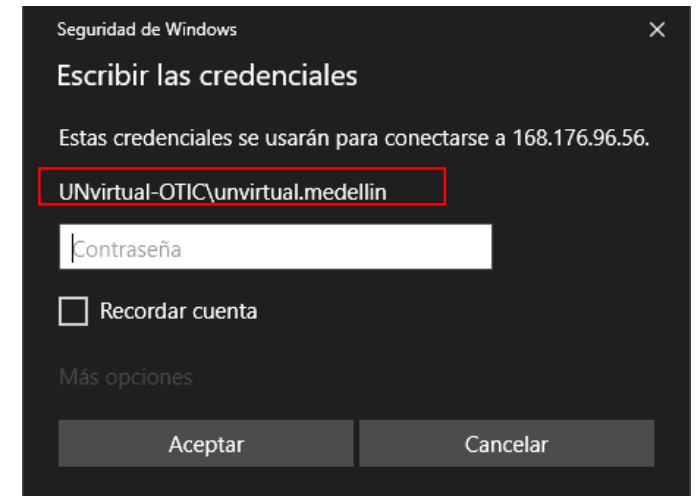 Seguridad de Windows
Escribir las credenciales
Estas credenciales se usarán para conectarse a 168.176.96.56.
UNvirtual-OTIC\unvirtual.medellin
Contraseña
Recordar cuenta
Más opciones
Aceptar
Cancelar